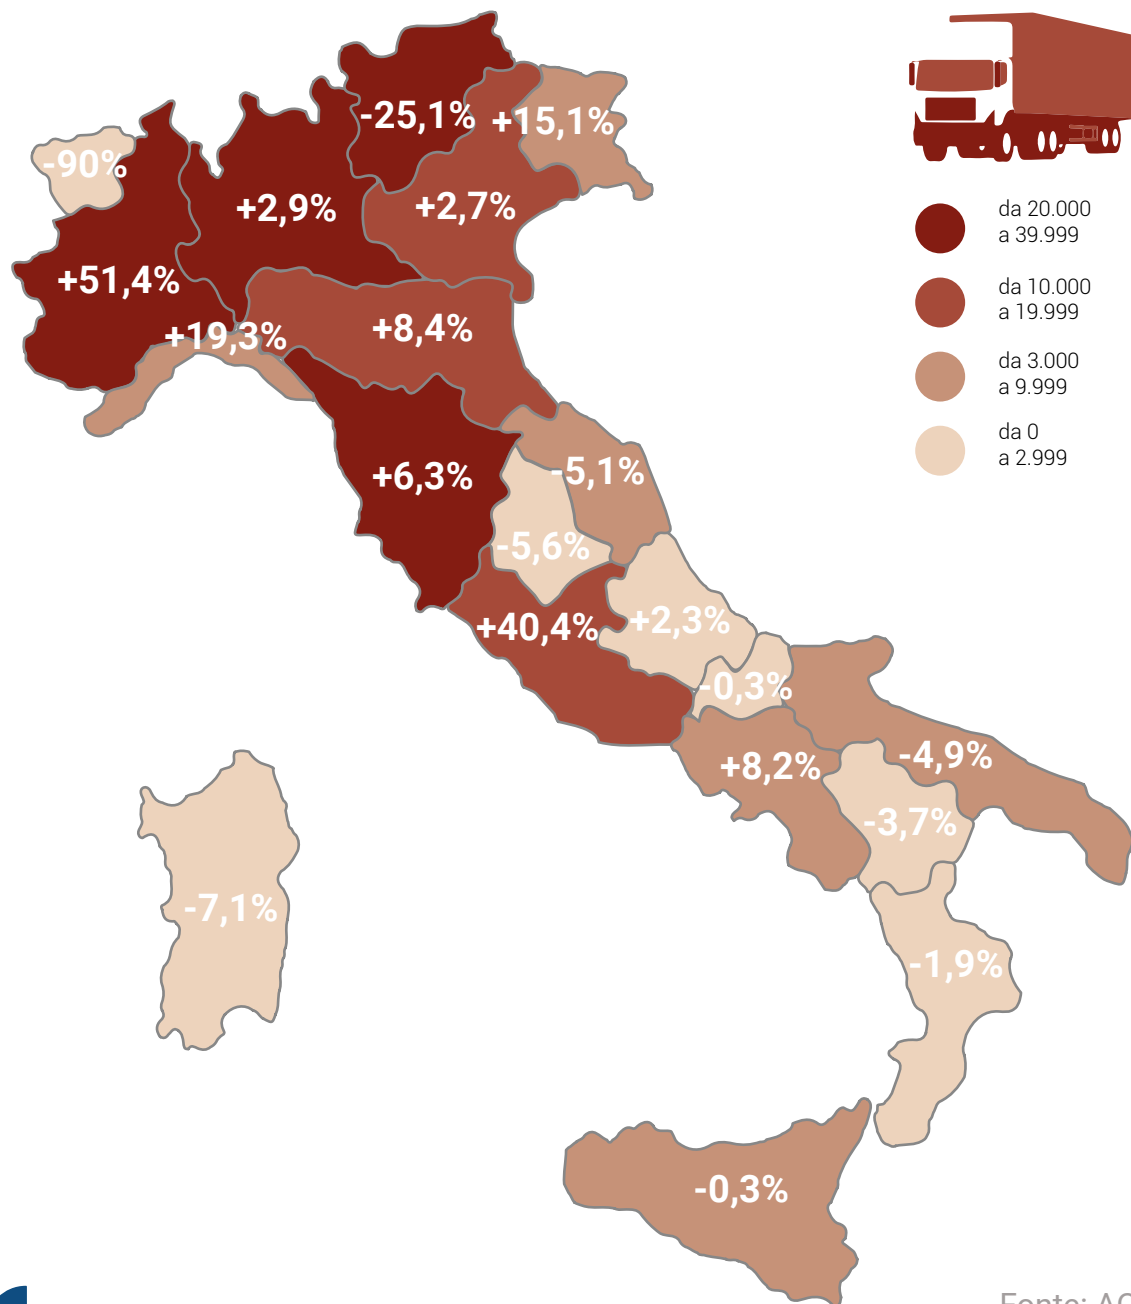 -25,1%
+15,1%
-90%
+2,9%
+2,7%
+51,4%
+19,3%
+8,4%
+6,3%
-5,1%
-5,6%
+40,4%
+2,3%
-0,3%
+8,2%
-4,9%
-3,7%
-7,1%
-1,9%
-0,3%
da 20.000
a 39.999
da 10.000
a 19.999
da 3.000
a 9.999
da 0
a 2.999
Fonte: